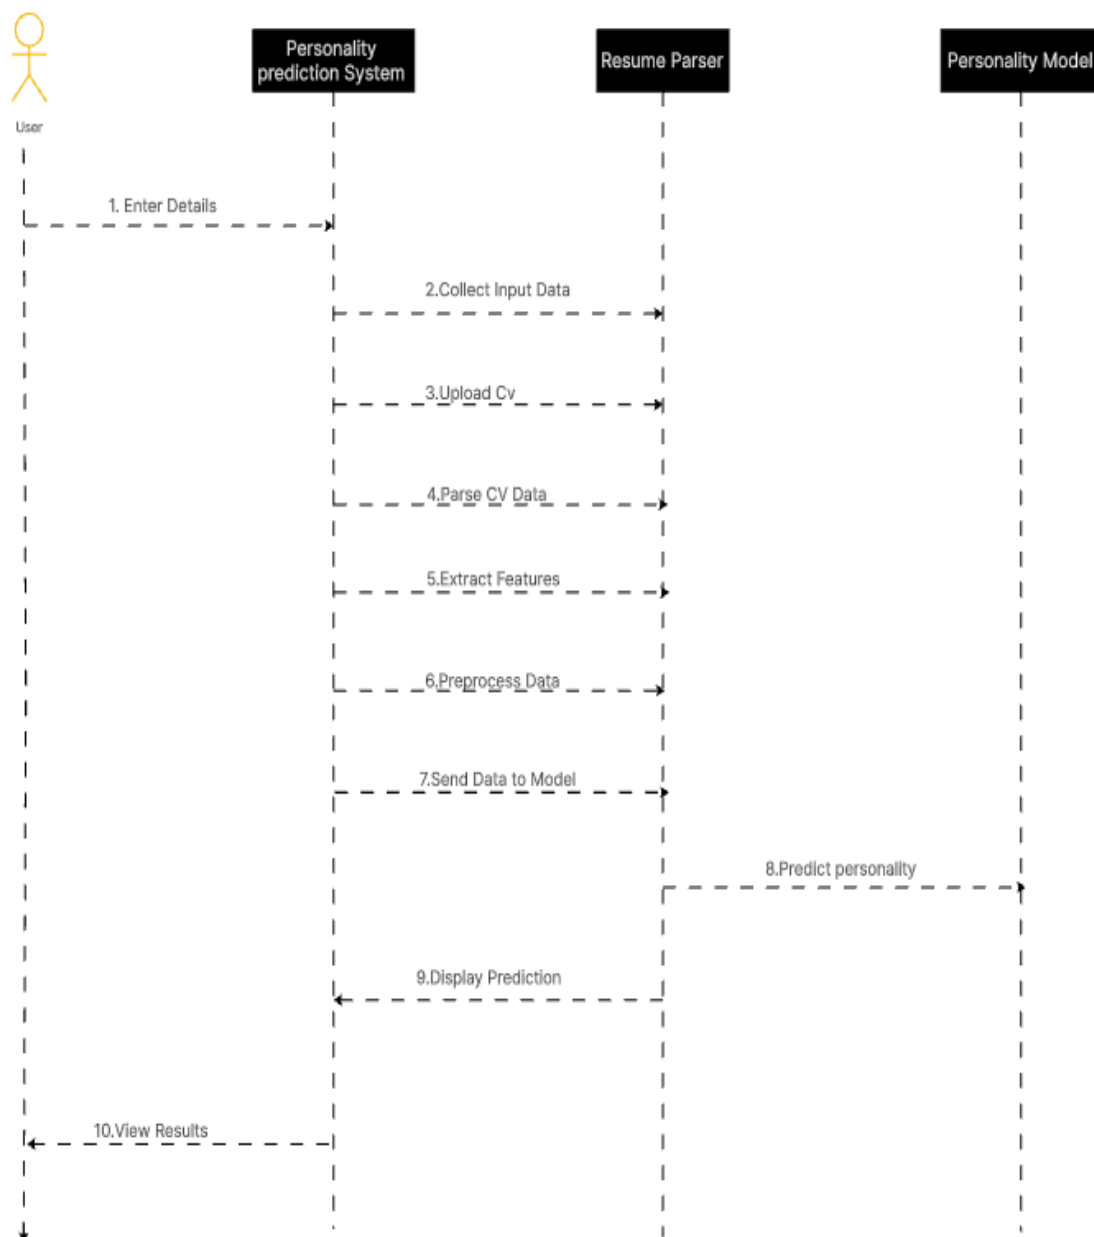 Personality
prediction System
Resume Parser
Personality Model
User
1. Enter Details
2.Collect Input Data
3.Upload Cv
4.Parse CV Data
5.Extract Features
6.Preprocess Data
7.Send Data to Model
8.Predict personality
9.Display Prediction
10.View Results